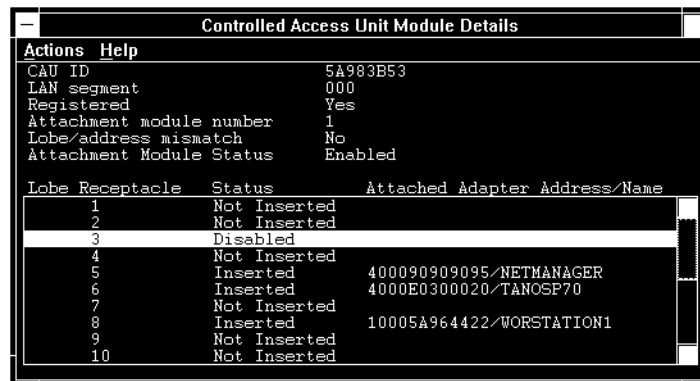 Controlled Access Unit Module Details
Actions Help
CAU ID 5A983B53
LAN segment 000
Registered Yes
Attachment module number 1
Lobe/address mismatch No
Attachment Module Status Enabled
Lobe Receptacle Status Attached Adapter Address/Name
1 Not Inserted
2 Not Inserted
3 Disabled
4 Not Inserted
5 Inserted 400090909095/NETMANAGER
6 Inserted 4000E0300020/TANOSP70
7 Not Inserted
8 Inserted 10005A964422/WORSTATION1
9 Not Inserted
10 Not Inserted